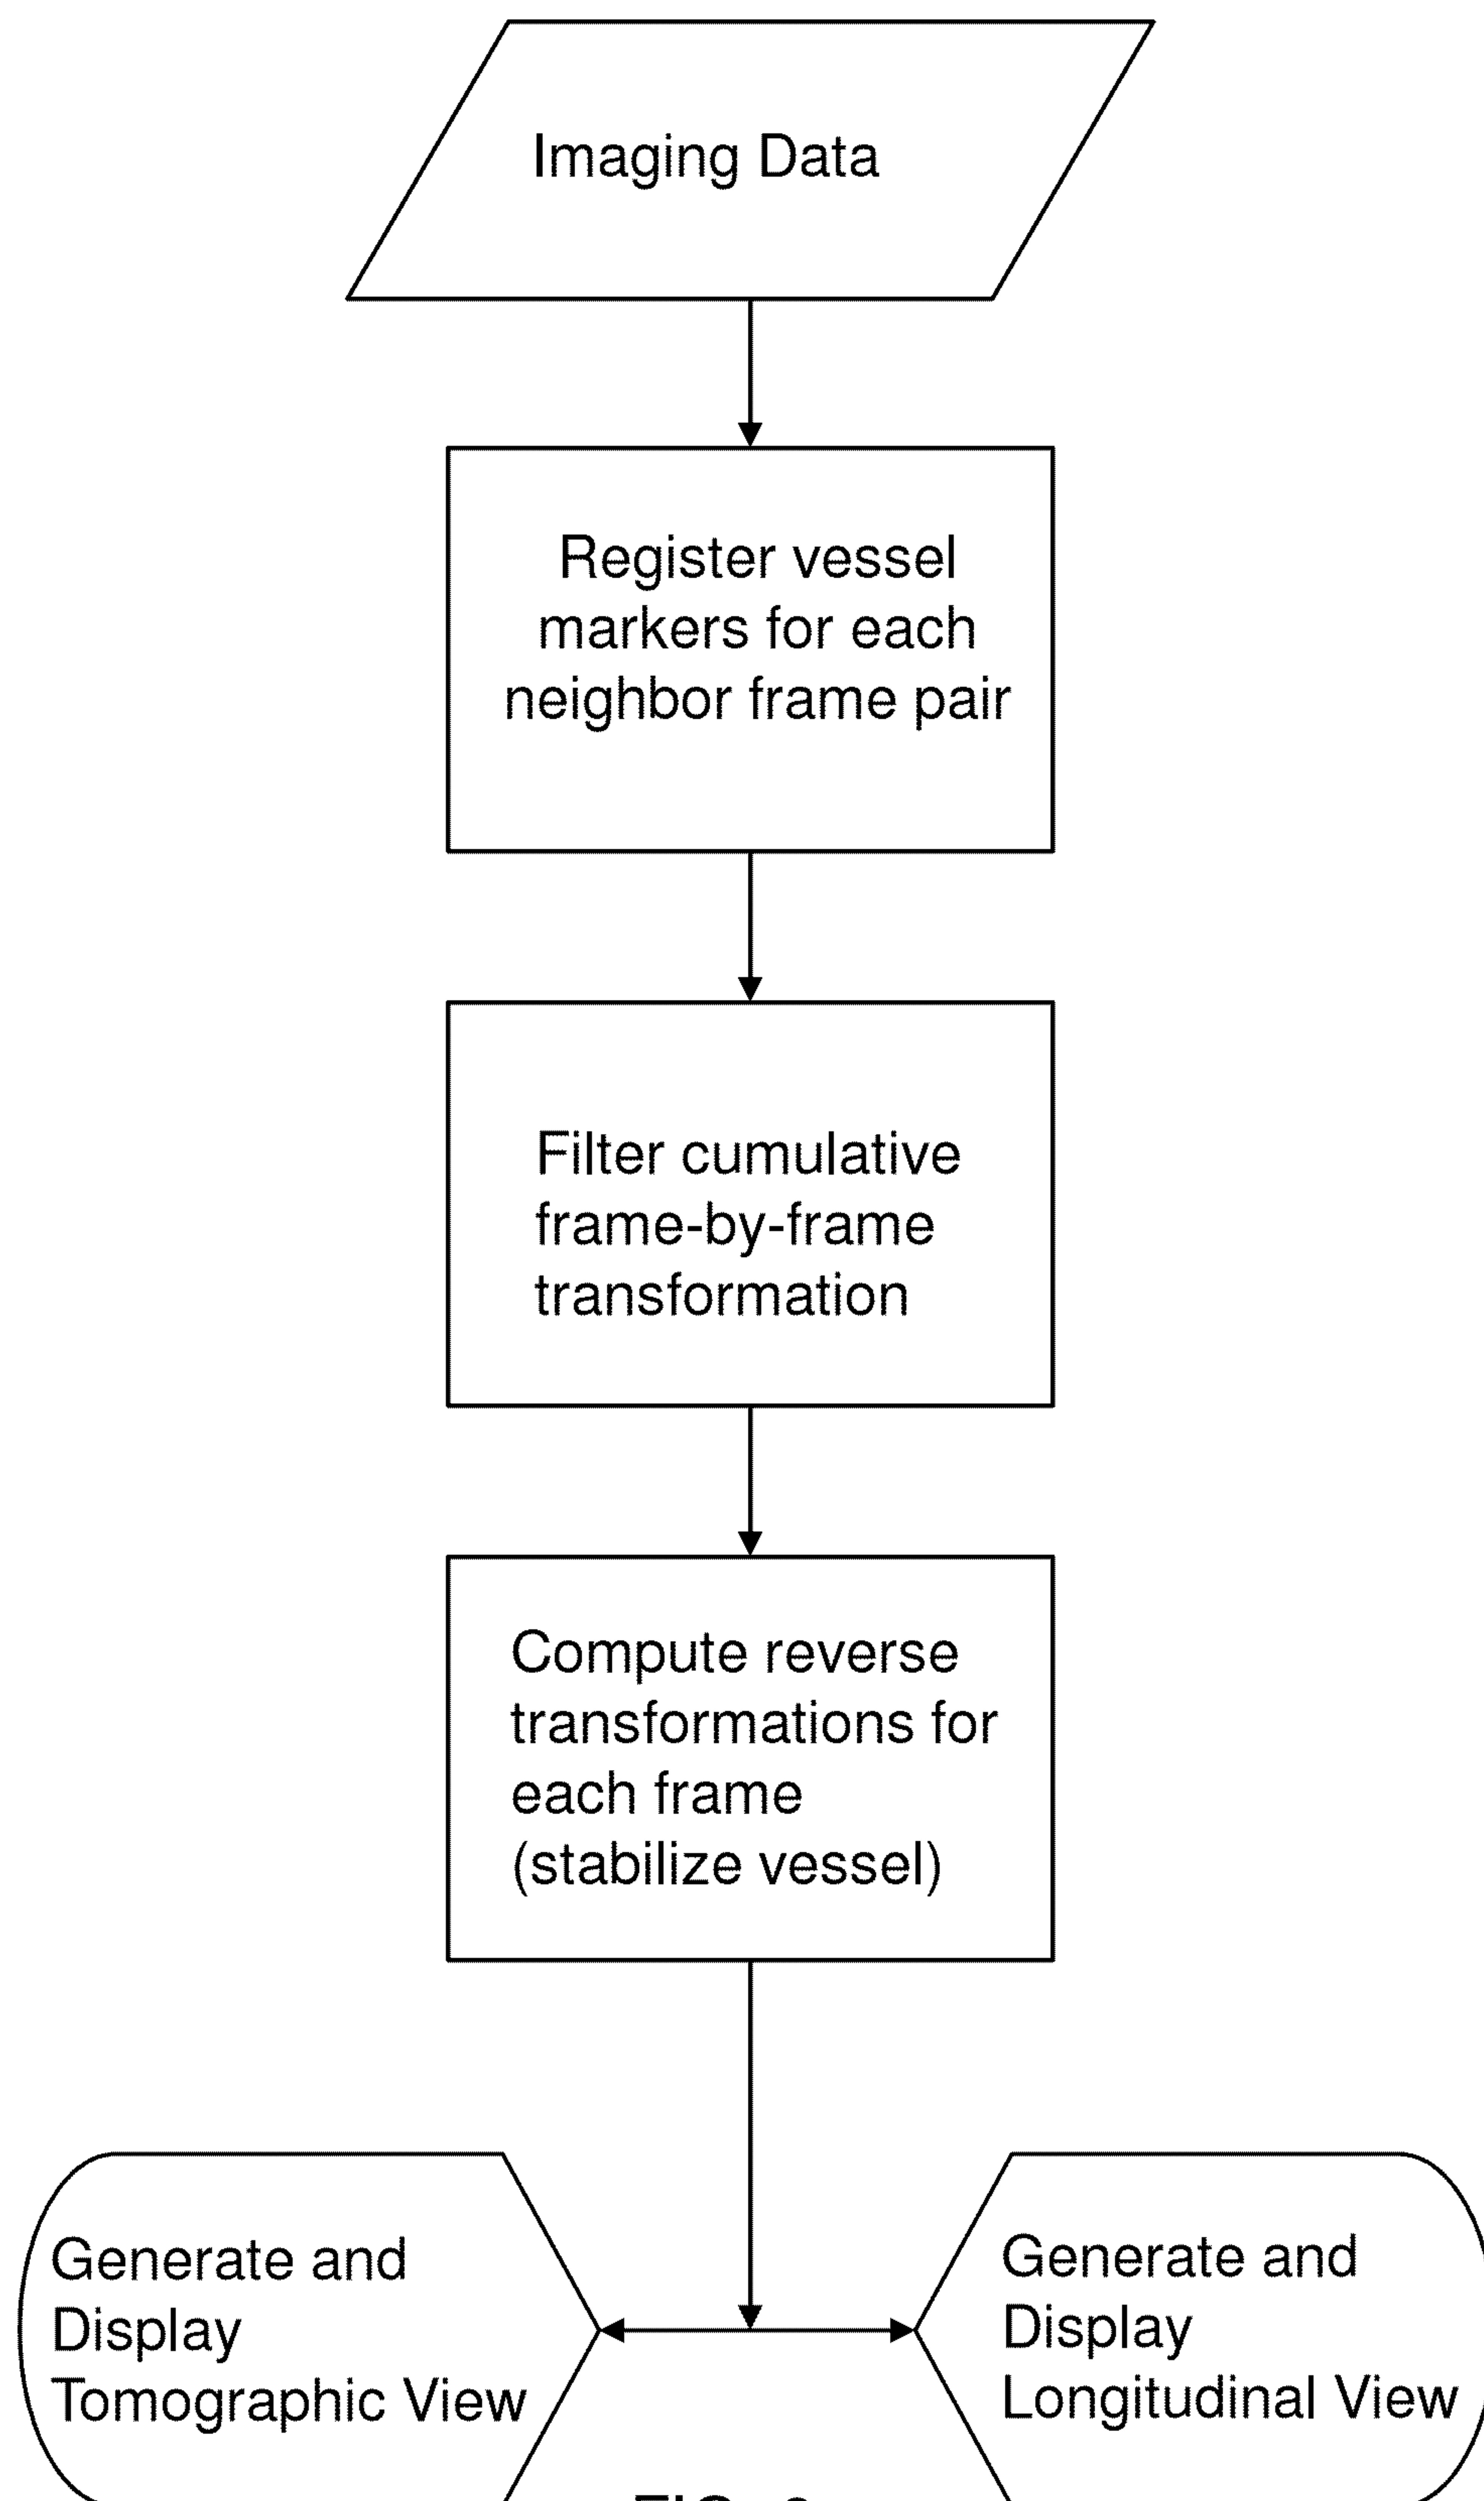 Imaging Data
Register vessel
markers for each
neighbor frame pair
Filter cumulative
frame-by-frame
transformation
Compute reverse
transformations for
each frame
(stabilize vessel)
Generate and
Display
Tomographic View
Generate and
Display
Longitudinal View